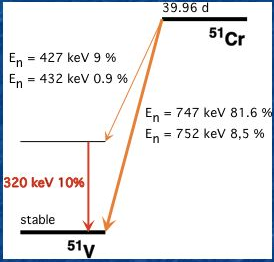 39.96 d
51Cr
En = 427 keV 9 %
En = 432 keV 0.9 %
En = 747 keV 81.6 %
En = 752 keV 8,5 %
320 keV 10%
stable
51V